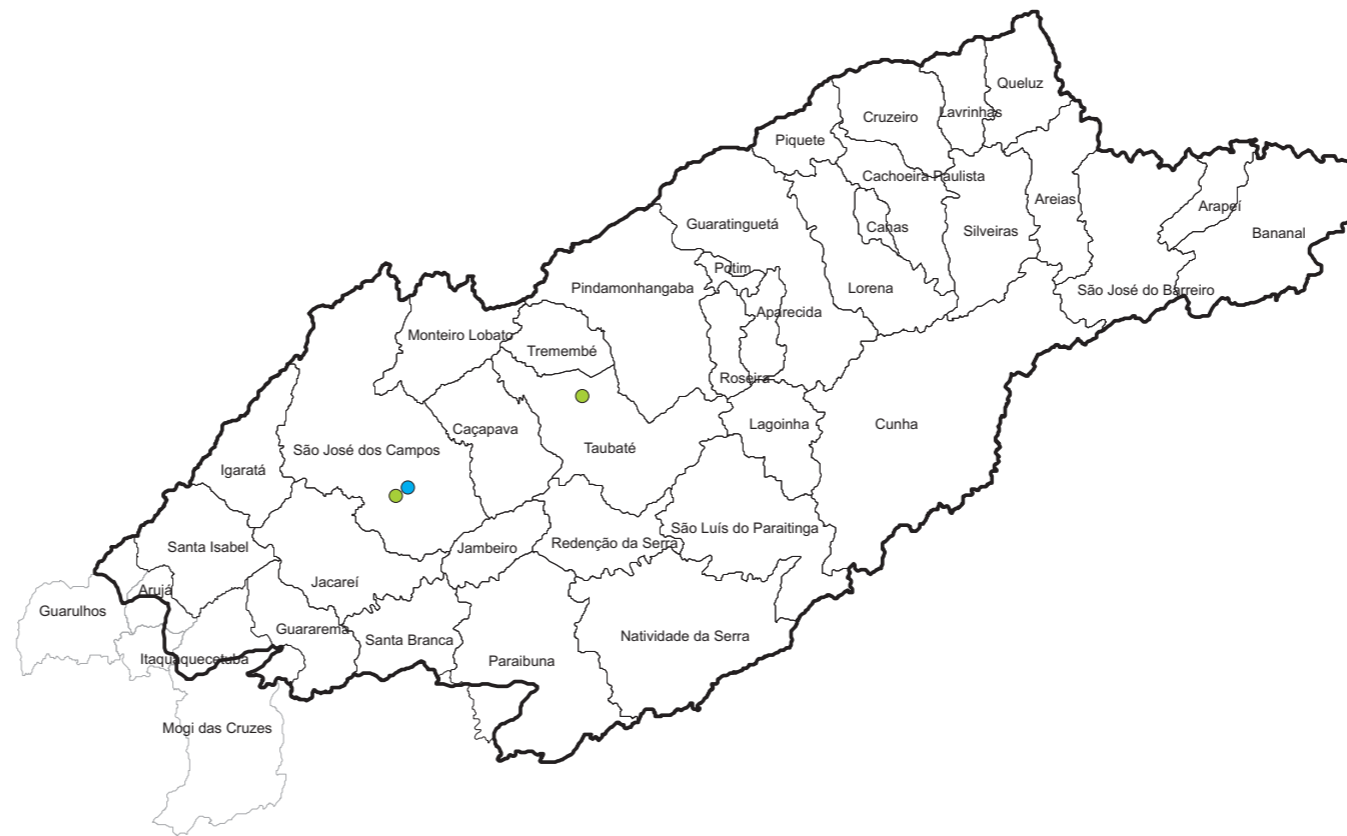 Queluz
Lavrinhas
Cruzeiro
Piquete
Cachoeira Paulista
Areias
Arapeí
Guaratinguetá
Canas
Silveiras
Bananal
Potim
Pindamonhangaba
Lorena
São José do Barreiro
Aparecida
Monteiro Lobato
Tremembé
Roseira
Lagoinha
Cunha
Caçapava
Taubaté
São José dos Campos
Igaratá
São Luís do Paraitinga
Santa Isabel
Jambeiro
Redenção da Serra
Jacareí
Arujá
Guarulhos
Guararema
Santa Branca
Natividade da Serra
Itaquaquecetuba
Paraibuna
Mogi das Cruzes